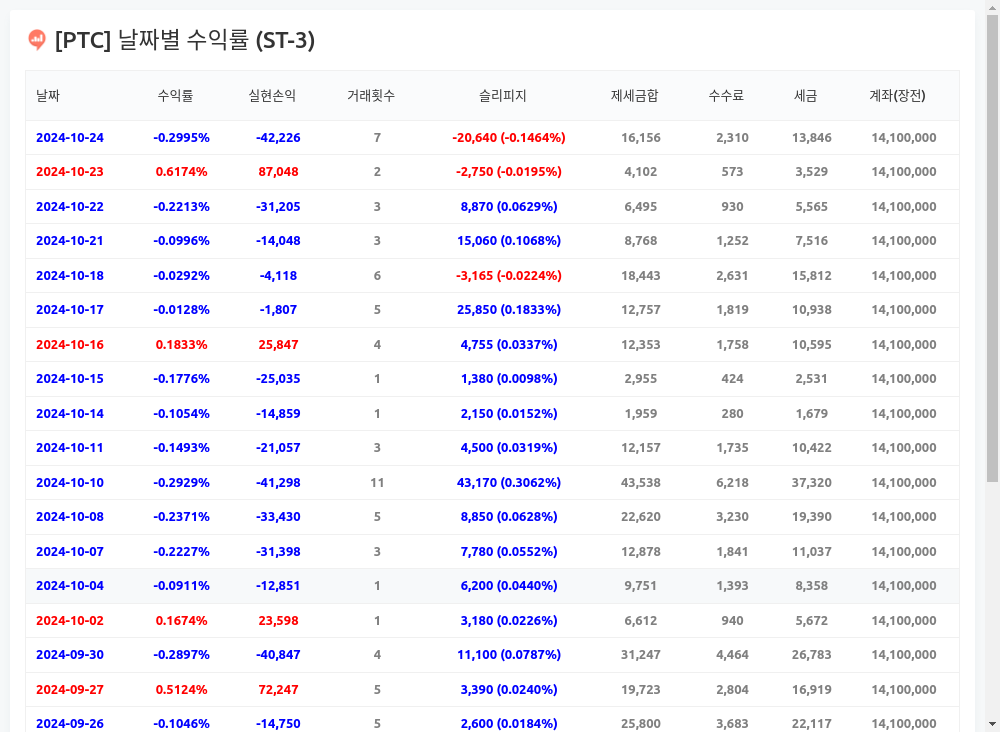 [PTC] 날짜별 수익률 (ST-3)
날짜 수익률 실현손익 거래횟수 슬리피지 제세금합 수수료 세금 계좌(장전)
2024-10-24 -0.2995% -42,226 7 -20,640 (-0.1464%) 16,156 2,310 13,846 14,100,000
2024-10-23 0.6174% 87,048 2 -2,750 (-0.0195%) 4,102 573 3,529 14,100,000
2024-10-22 -0.2213% -31,205 3 8,870 (0.0629%) 6,495 930 5,565 14,100,000
2024-10-21 -0.0996% -14,048 3 15,060 (0.1068%) 8,768 1,252 7,516 14,100,000
2024-10-18 -0.0292% -4,118 6 -3,165 (-0.0224%) 18,443 2,631 15,812 14,100,000
2024-10-17 -0.0128% -1,807 5 25,850 (0.1833%) 12,757 1,819 10,938 14,100,000
2024-10-16 0.1833% 25,847 4 4,755 (0.0337%) 12,353 1,758 10,595 14,100,000
2024-10-15 -0.1776% -25,035 1 1,380 (0.0098%) 2,955 424 2,531 14,100,000
2024-10-14 -0.1054% -14,859 1 2,150 (0.0152%) 1,959 280 1,679 14,100,000
2024-10-11 -0.1493% -21,057 3 4,500 (0.0319%) 12,157 1,735 10,422 14,100,000
2024-10-10 -0.2929% -41,298 11 43,170 (0.3062%) 43,538 6,218 37,320 14,100,000
2024-10-08 -0.2371% -33,430 5 8,850 (0.0628%) 22,620 3,230 19,390 14,100,000
2024-10-07 -0.2227% -31,398 3 7,780 (0.0552%) 12,878 1,841 11,037 14,100,000
2024-10-04 -0.0911% -12,851 1 6,200 (0.0440%) 9,751 1,393 8,358 14,100,000
2024-10-02 0.1674% 23,598 1 3,180 (0.0226%) 6,612 940 5,672 14,100,000
2024-09-30 -0.2897% -40,847 4 11,100 (0.0787%) 31,247 4,464 26,783 14,100,000
2024-09-27 0.5124% 72,247 5 3,390 (0.0240%) 19,723 2,804 16,919 14,100,000
2024-09-26 -0.1046% -14,750 5 2,600 (0.0184%) 25,800 3,683 22,117 14,100,000